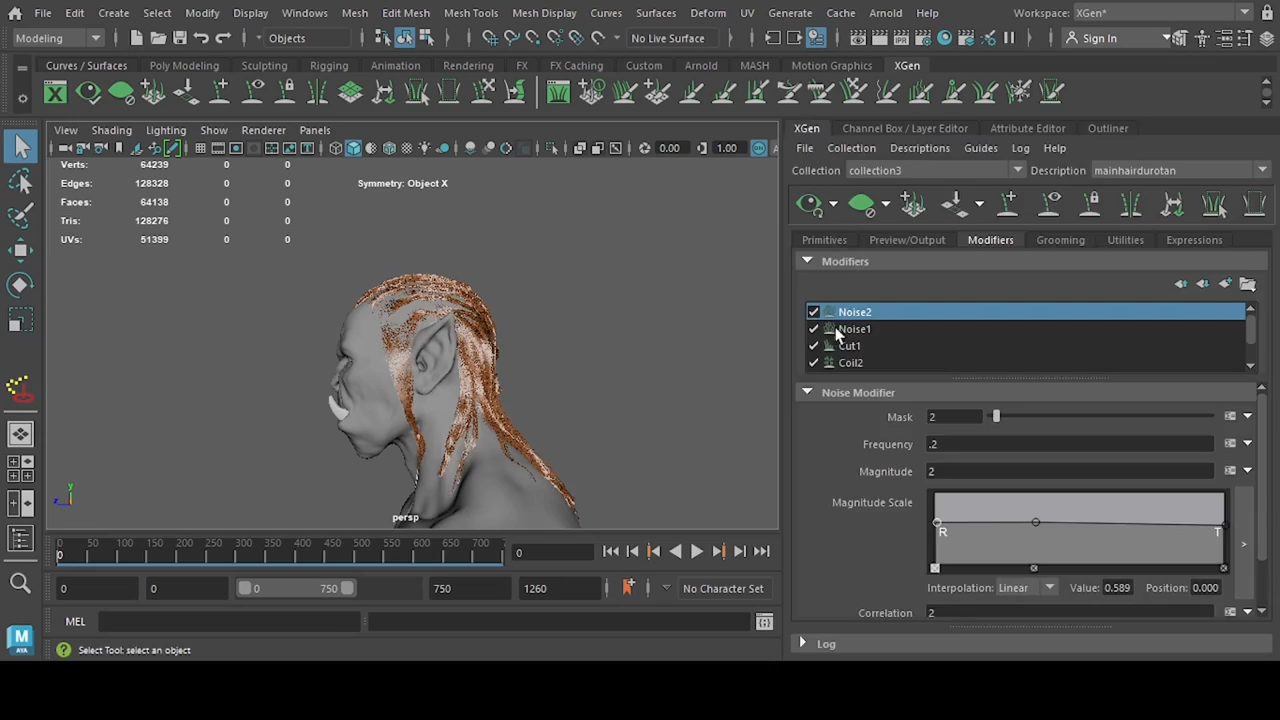 File Edit Create Select Modify Display Windows Mesh Edit Mesh Mesh Tools Mesh Display Curves Surfaces Deform UV Generate Cache Arnold Help Workspace: XGen*
Modeling Objects No Live Surface Sign In
Curves / Surfaces Poly Modeling Sculpting Rigging Animation Rendering FX FX Caching Custom Arnold MASH Motion Graphics XGen
View Shading Lighting Show Renderer Panels
0.00 1.00
Verts: 64239 0 0
Edges: 128328 0 0
Faces: 64138 0 0
Tris: 128276 0 0
UVs: 51399 0 0
Symmetry: Object X
persp
XGen Channel Box / Layer Editor Attribute Editor Outliner
File Collection Descriptions Guides Log Help
Collection collection3 Description mainhairdurotan
Primitives Preview/Output Modifiers Grooming Utilities Expressions
Modifiers
Noise2
Noise1
Cut1
Coil2
Noise Modifier
Mask 2
Frequency .2
Magnitude 2
Magnitude Scale
R T
>
Interpolation: Linear Value: 0.589 Position: 0.000
Correlation 2
Log
0 50 100 150 200 250 300 350 400 450 500 550 600 650 700
0
0
0 0 0 750 750 1260 No Character Set
MEL
M
AYA
? Select Tool: select an object